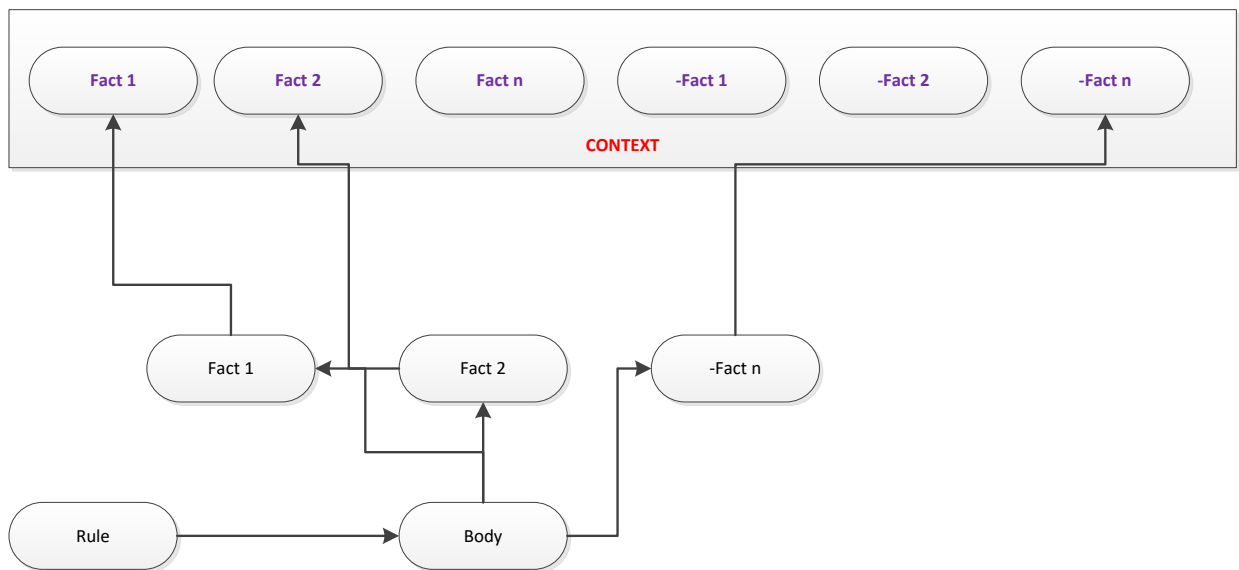 Fact 1
Fact 2
Fact n
-Fact 1
-Fact 2
-Fact n
CONTEXT
Fact 1
Fact 2
-Fact n
Rule
Body